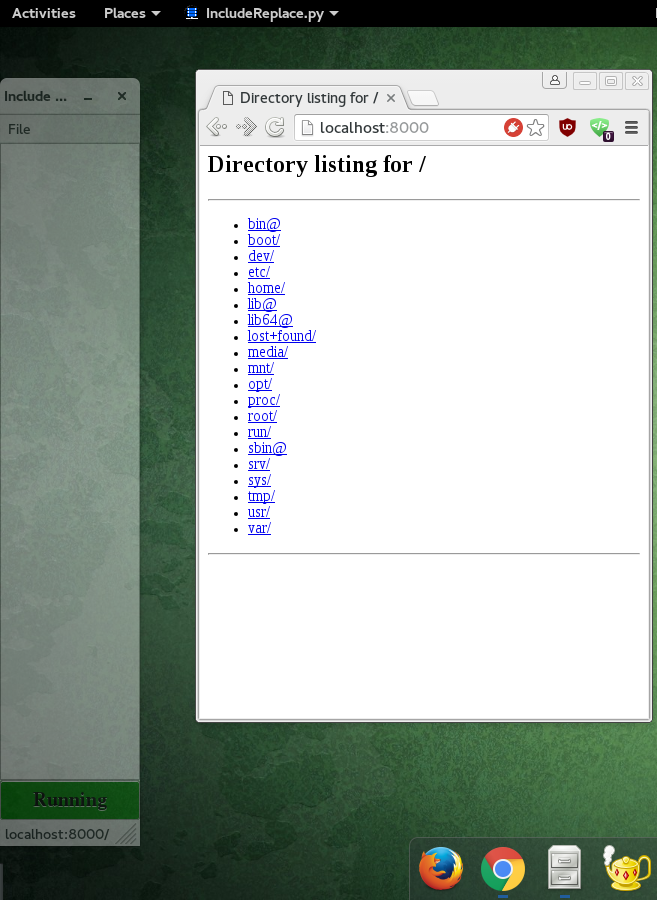 Activities Places IncludeReplace.py
Include ...
File
Directory listing for /
localhost:8000
UD
</>
0
Directory listing for /
bin@
boot/
dev/
etc/
home/
lib@
lib64@
lost+found/
media/
mnt/
opt/
proc/
root/
run/
sbin@
srv/
sys/
tmp/
usr/
var/
Running
localhost:8000/